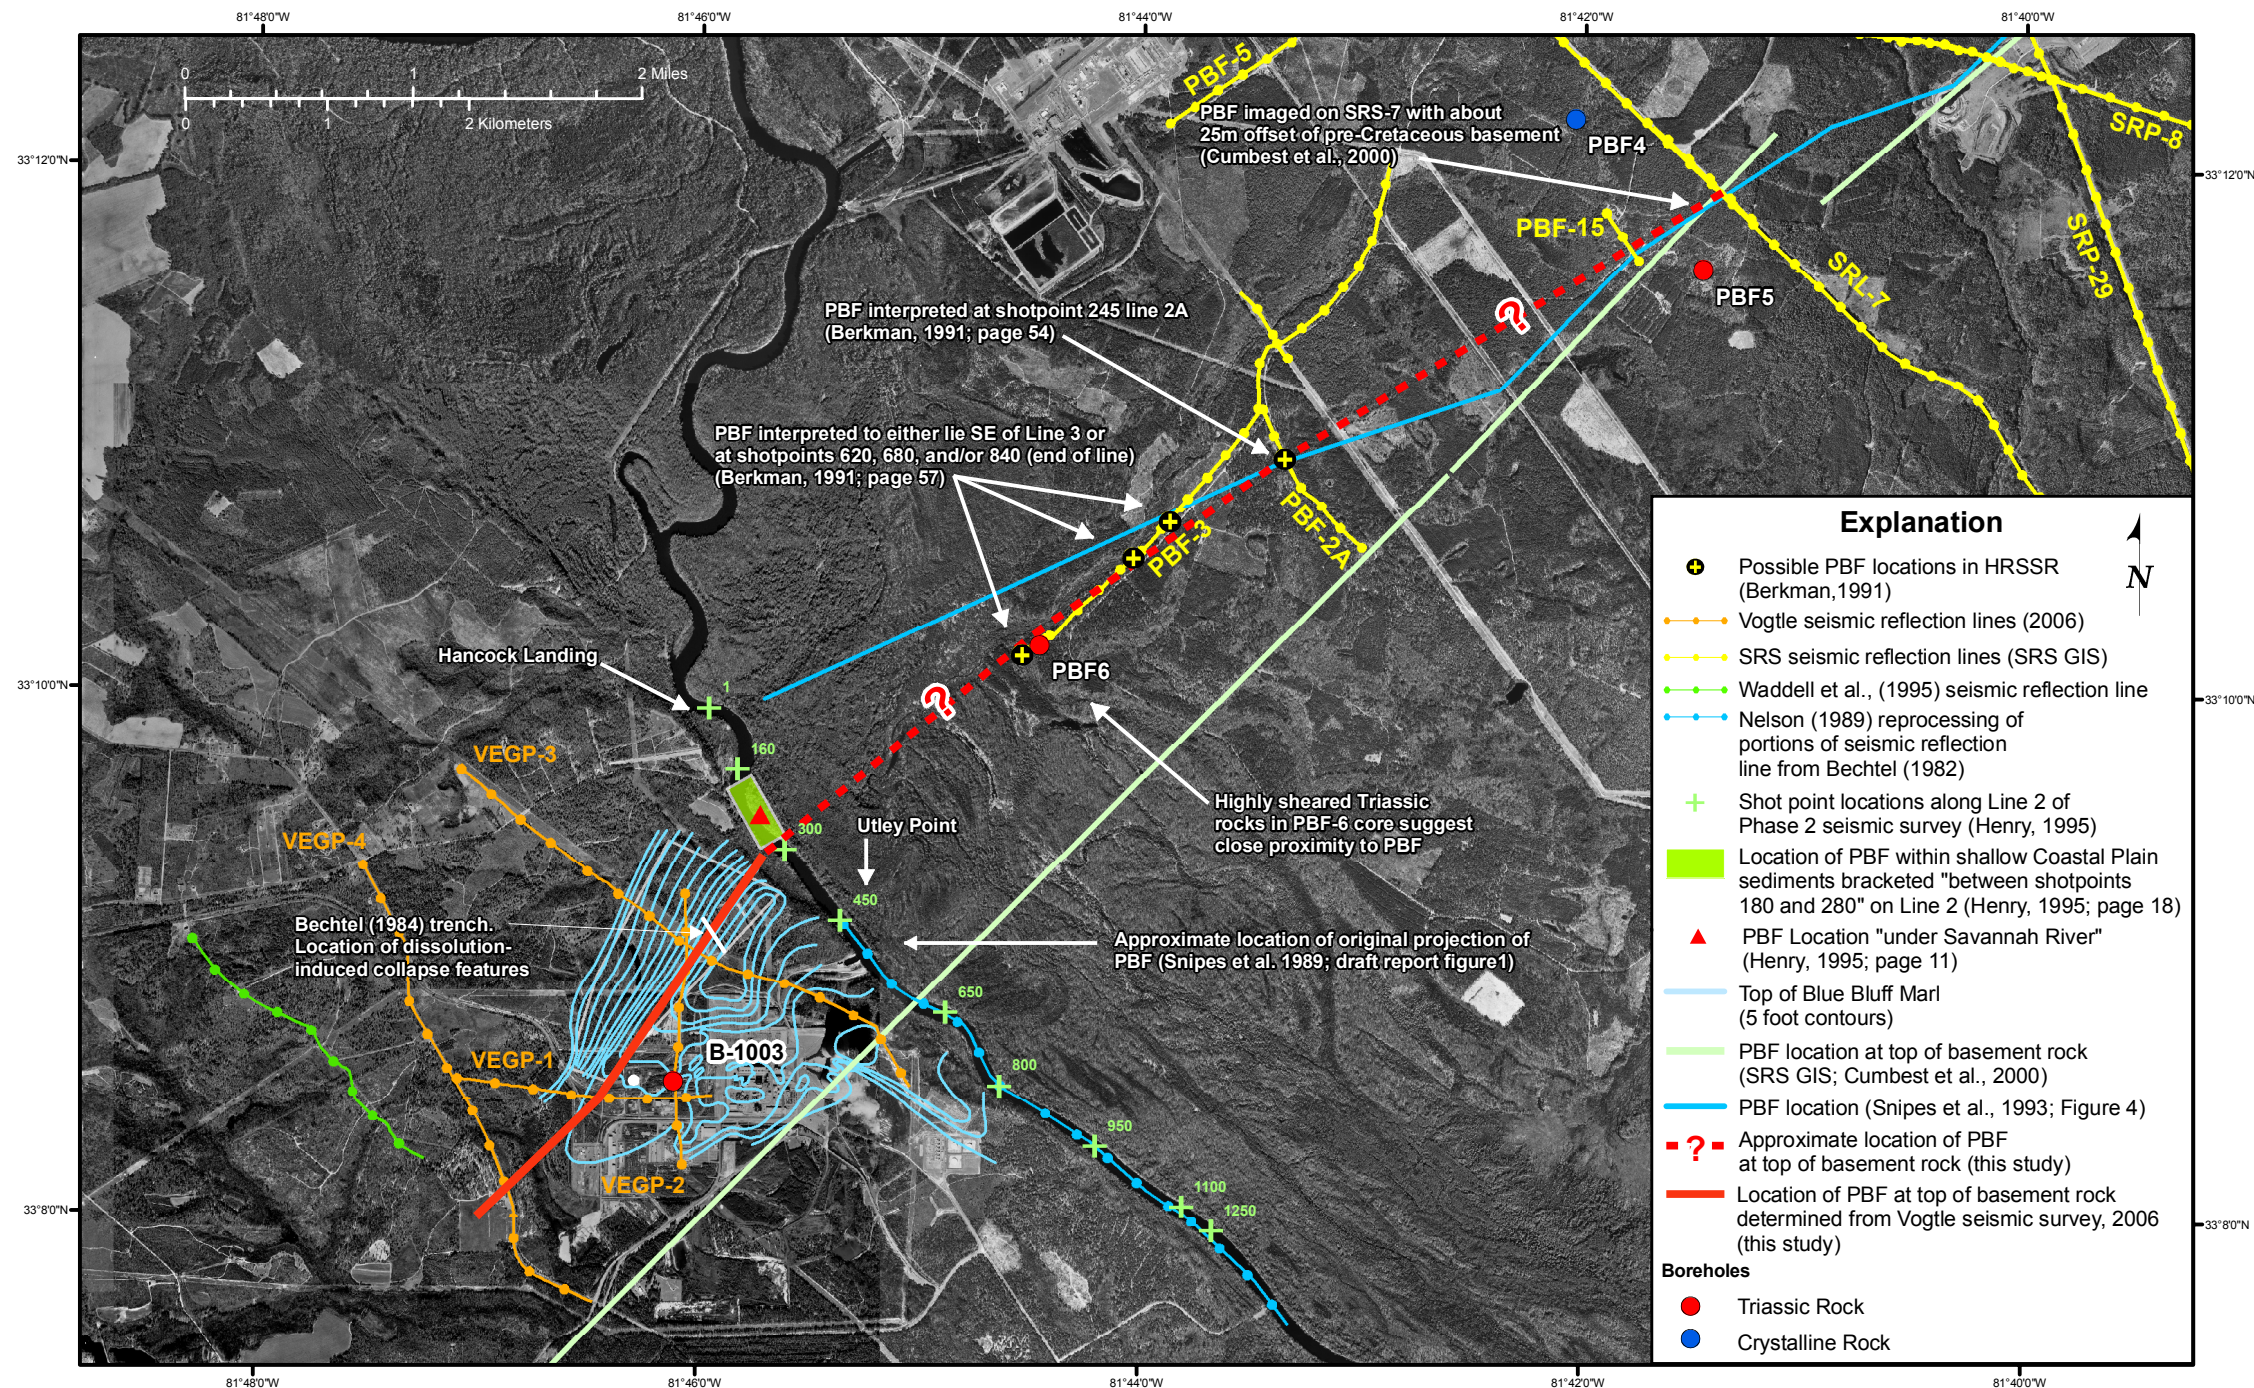 81°48'0"W
81°46'0"W
81°44'0"W
81°42'0"W
81°40'0"W
0
1
2 Miles
0
1
2 Kilometers
33°12'0"N
33°12'0"N
PBF-5
PBF imaged on SRS-7 with about
25m offset of pre-Cretaceous basement
(Cumbest et al., 2000)
PBF4
SRP-8
PBF-15
SRP-29
SRL-7
PBF5
?
PBF interpreted at shotpoint 245 line 2A
(Berkman, 1991; page 54)
PBF interpreted to either lie SE of Line 3 or
at shotpoints 620, 680, and/or 840 (end of line)
(Berkman, 1991; page 57)
PBF-2A
PBF-3
Hancock Landing
PBF6
33°10'0"N
33°10'0"N
1
?
160
VEGP-3
Highly sheared Triassic
rocks in PBF-6 core suggest
close proximity to PBF
300
Utley Point
VEGP-4
450
Bechtel (1984) trench.
Location of dissolution-
induced collapse features
Approximate location of original projection of
PBF (Snipes et al. 1989; draft report figure1)
650
B-1003
VEGP-1
800
950
VEGP-2
1100
1250
33°8'0"N
33°8'0"N
Explanation
N
Possible PBF locations in HRSSR
(Berkman,1991)
Vogtle seismic reflection lines (2006)
SRS seismic reflection lines (SRS GIS)
Waddell et al., (1995) seismic reflection line
Nelson (1989) reprocessing of
portions of seismic reflection
line from Bechtel (1982)
Shot point locations along Line 2 of
Phase 2 seismic survey (Henry, 1995)
Location of PBF within shallow Coastal Plain
sediments bracketed "between shotpoints
180 and 280" on Line 2 (Henry, 1995; page 18)
PBF Location "under Savannah River"
(Henry, 1995; page 11)
Top of Blue Bluff Marl
(5 foot contours)
PBF location at top of basement rock
(SRS GIS; Cumbest et al., 2000)
PBF location (Snipes et al., 1993; Figure 4)
? Approximate location of PBF
at top of basement rock (this study)
Location of PBF at top of basement rock
determined from Vogtle seismic survey, 2006
(this study)
Boreholes
Triassic Rock
Crystalline Rock
81°48'0"W
81°46'0"W
81°44'0"W
81°42'0"W
81°40'0"W